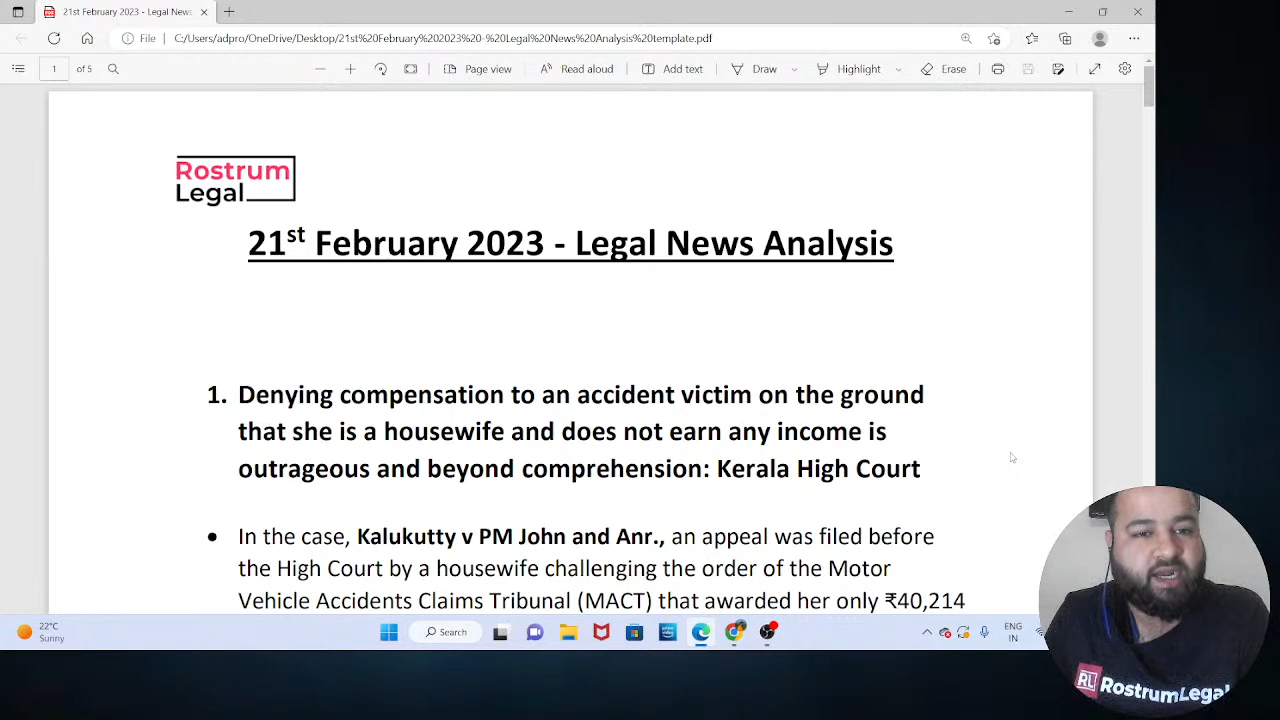 21st February 2023 - Legal News
File
C:/Users/adpro/OneDrive/Desktop/21st%20February%202023%20-%20Legal%20News%20Analysis%20template.pdf
1 of 5
Page view
Read aloud
Add text
Draw
Highlight
Erase
Rostrum
Legal
21st February 2023 - Legal News Analysis
1. Denying compensation to an accident victim on the ground
that she is a housewife and does not earn any income is
outrageous and beyond comprehension: Kerala High Court
• In the case, Kalukutty v PM John and Anr., an appeal was filed before
the High Court by a housewife challenging the order of the Motor
Vehicle Accidents Claims Tribunal (MACT) that awarded her only ₹40,214
22°C
Sunny
Search
ENG
IN
RL RostrumLegal